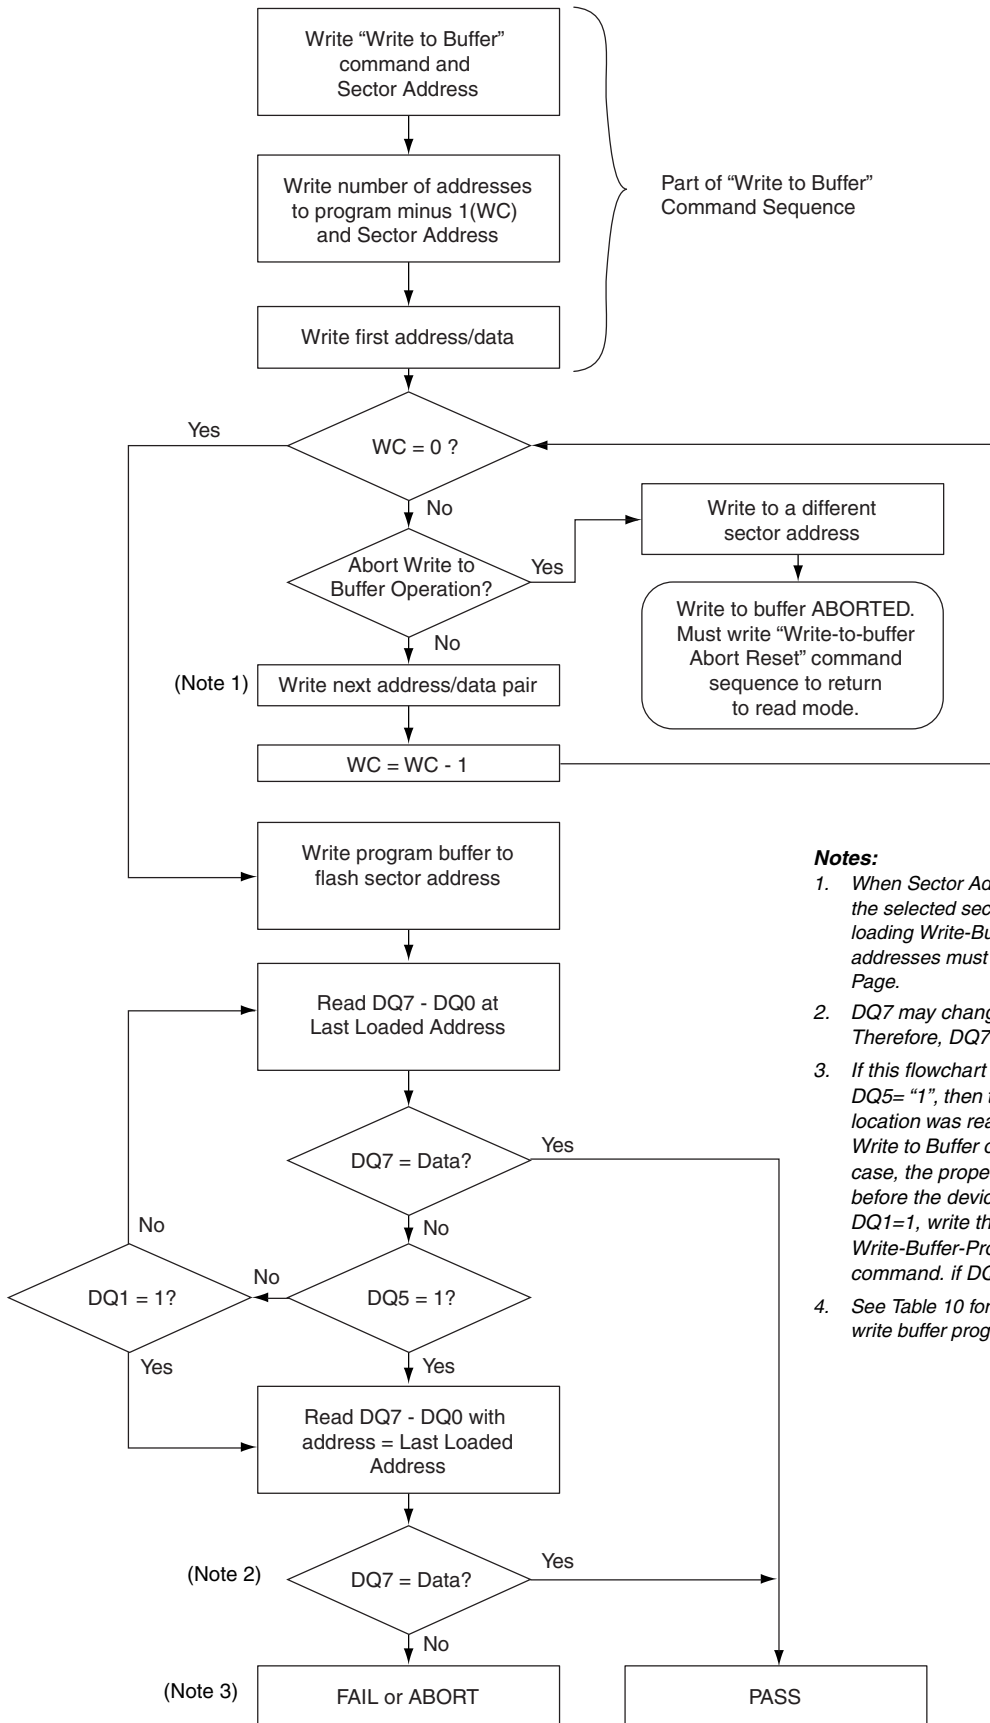 Write “Write to Buffer”
command and
Sector Address
Write number of addresses
to program minus 1(WC)
and Sector Address
Part of “Write to Buffer”
Command Sequence
Write first address/data
Yes
WC = 0 ?
No
Write to a different
sector address
Abort Write to
Buffer Operation?
Yes
Write to buffer ABORTED.
Must write “Write-to-buffer
Abort Reset” command
sequence to return
to read mode.
No
(Note 1)
Write next address/data pair
WC = WC - 1
Write program buffer to
flash sector address
Notes:
1. When Sector Ad
the selected sec
loading Write-Bu
addresses must
Page.
2. DQ7 may chang
Therefore, DQ7
3. If this flowchart
DQ5= “1”, then t
location was rea
Write to Buffer o
case, the prope
before the devic
DQ1=1, write th
Write-Buffer-Pro
command. if DQ
4. See Table 10 for
write buffer prog
Read DQ7 - DQ0 at
Last Loaded Address
DQ7 = Data?
Yes
No
No
DQ1 = 1?
No
DQ5 = 1?
Yes
Yes
Read DQ7 - DQ0 with
address = Last Loaded
Address
(Note 2)
DQ7 = Data?
Yes
No
(Note 3)
FAIL or ABORT
PASS